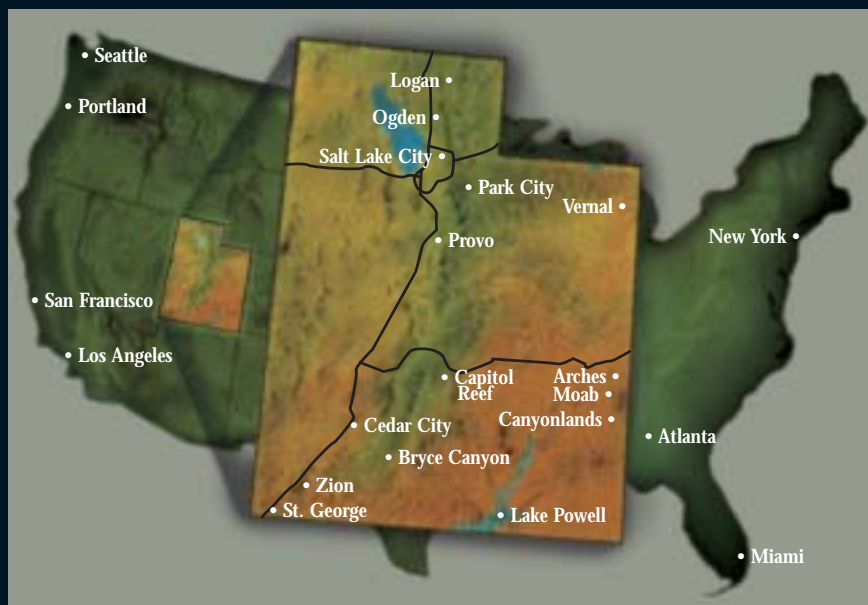 Seattle
Portland
San Francisco
Los Angeles
Logan
Ogden
Salt Lake City
Park City
Vernal
Provo
Capitol
Reef
Arches
Moab
Canyonlands
Cedar City
Bryce Canyon
Zion
St. George
Lake Powell
New York
Atlanta
Miami